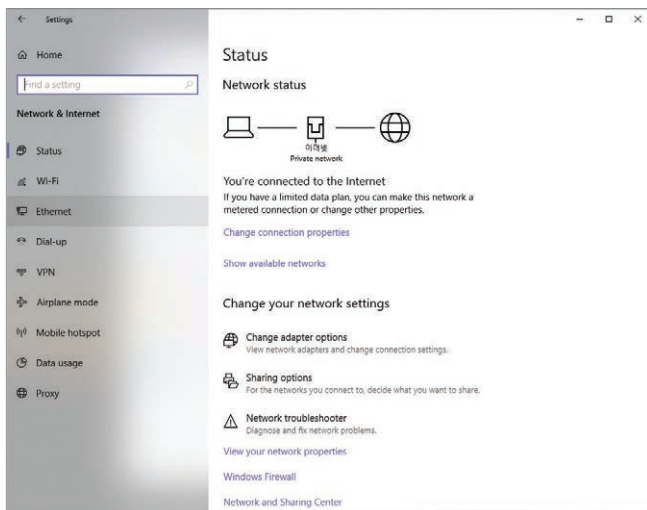 Settings
Home
Find a setting
Network & Internet
Status
Wi-Fi
Ethernet
Dial-up
VPN
Airplane mode
Mobile hotspot
Data usage
Proxy
Status
Network status
이더넷
Private network
You're connected to the Internet
If you have a limited data plan, you can make this network a
metered connection or change other properties.
Change connection properties
Show available networks
Change your network settings
Change adapter options
View network adapters and change connection settings.
Sharing options
For the networks you connect to, decide what you want to share.
Network troubleshooter
Diagnose and fix network problems.
View your network properties
Windows Firewall
Network and Sharing Center